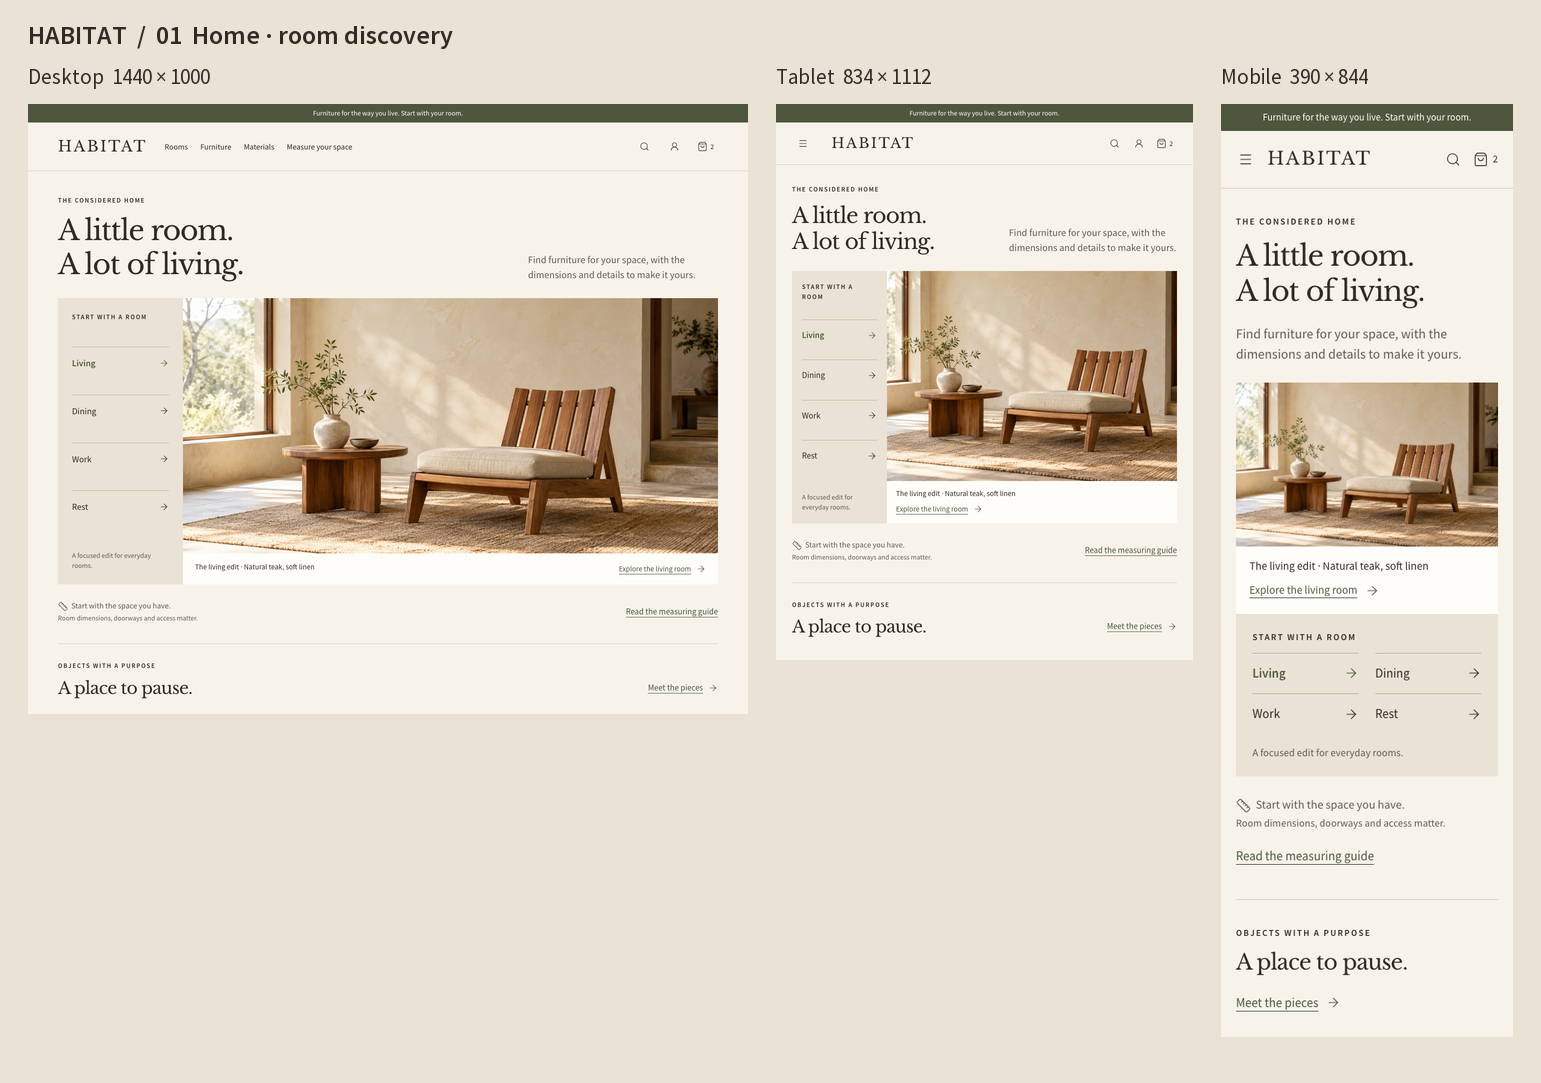 HABITAT / 01 Home · room discovery
Desktop 1440 × 1000
Furniture for the way you live. Start with your room.
HABITAT
Rooms
Furniture
Materials
Measure your space
2
THE CONSIDERED HOME
A little room.
A lot of living.
Find furniture for your space, with the
dimensions and details to make it yours.
START WITH A ROOM
Living
Dining
Work
Rest
A focused edit for everyday
rooms.
The living edit · Natural teak, soft linen
Explore the living room
Start with the space you have.
Room dimensions, doorways and access matter.
Read the measuring guide
OBJECTS WITH A PURPOSE
A place to pause.
Meet the pieces
Tablet 834 × 1112
Furniture for the way you live. Start with your room.
HABITAT
2
THE CONSIDERED HOME
A little room.
A lot of living.
Find furniture for your space, with the
dimensions and details to make it yours.
START WITH A
ROOM
Living
Dining
Work
Rest
A focused edit for
everyday rooms.
The living edit · Natural teak, soft linen
Explore the living room
Start with the space you have.
Room dimensions, doorways and access matter.
Read the measuring guide
OBJECTS WITH A PURPOSE
A place to pause.
Meet the pieces
Mobile 390 × 844
Furniture for the way you live. Start with your room.
HABITAT
2
THE CONSIDERED HOME
A little room.
A lot of living.
Find furniture for your space, with the
dimensions and details to make it yours.
The living edit · Natural teak, soft linen
Explore the living room
START WITH A ROOM
Living
Dining
Work
Rest
A focused edit for everyday rooms.
Start with the space you have.
Room dimensions, doorways and access matter.
Read the measuring guide
OBJECTS WITH A PURPOSE
A place to pause.
Meet the pieces